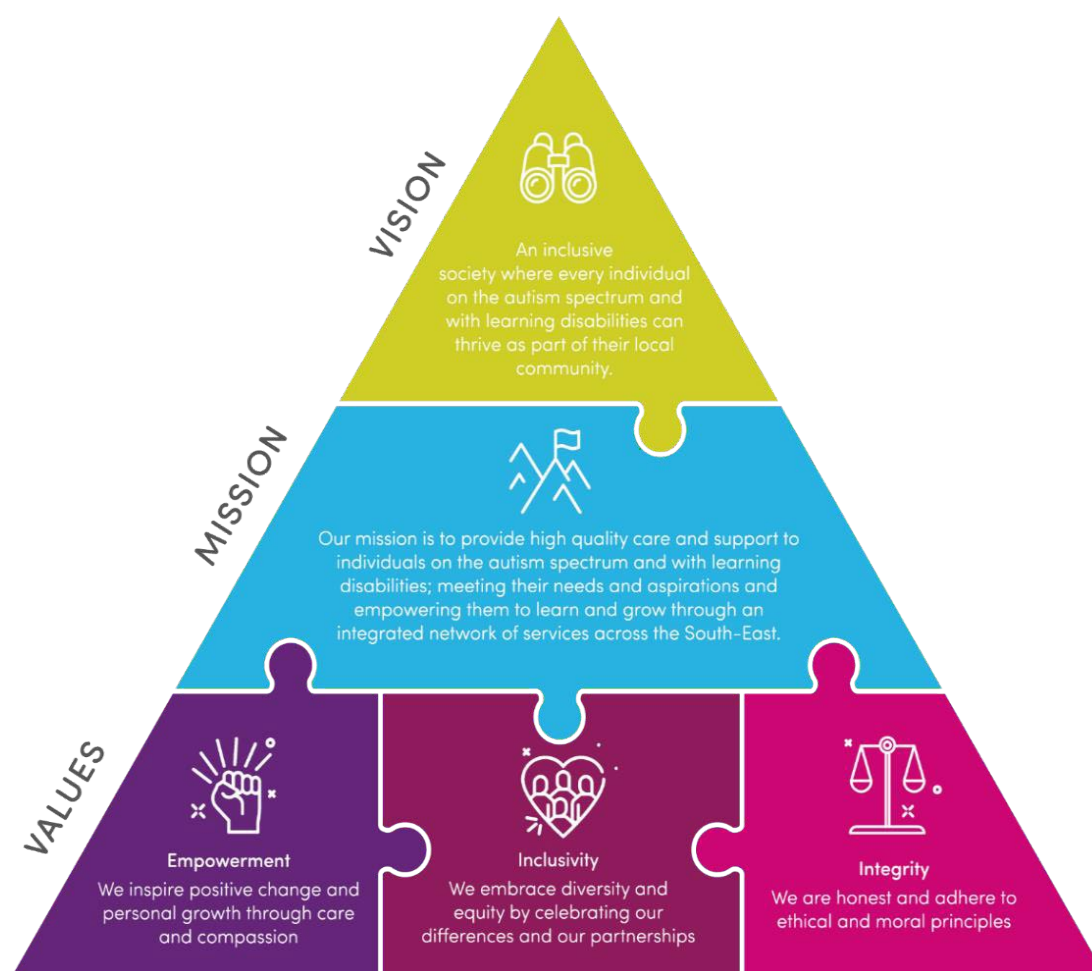 VISION
An inclusive
society where every individual
on the autism spectrum and
with learning disabilities can
thrive as part of their local
community.
MISSION
Our mission is to provide high quality care and support to
individuals on the autism spectrum and with learning
disabilities; meeting their needs and aspirations and
empowering them to learn and grow through an
integrated network of services across the South-East.
VALUES
Empowerment
We inspire positive change and
personal growth through care
and compassion
Inclusivity
We embrace diversity and
equity by celebrating our
differences and our partnerships
Integrity
We are honest and adhere to
ethical and moral principles